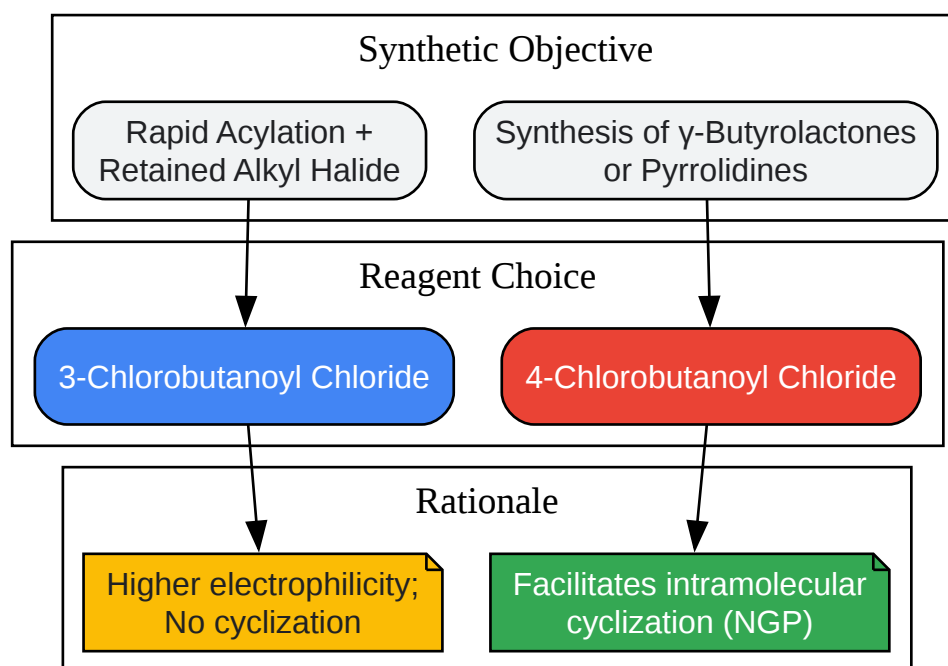 Synthetic Objective
Rapid Acylation +
Retained Alkyl Halide
Synthesis of γ-Butyrolactones
or Pyrrolidines
Reagent Choice
3-Chlorobutanoyl Chloride
4-Chlorobutanoyl Chloride
Rationale
Higher electrophilicity;
No cyclization
Facilitates intramolecular
cyclization (NGP)